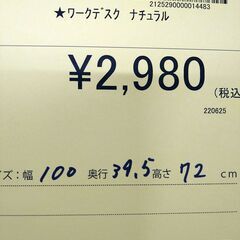 2125290000014483
★ワークデスク ナチュラル
¥2,980
(税込
220625
ズ:幅 100 奥行 39.5 高さ 72 cm